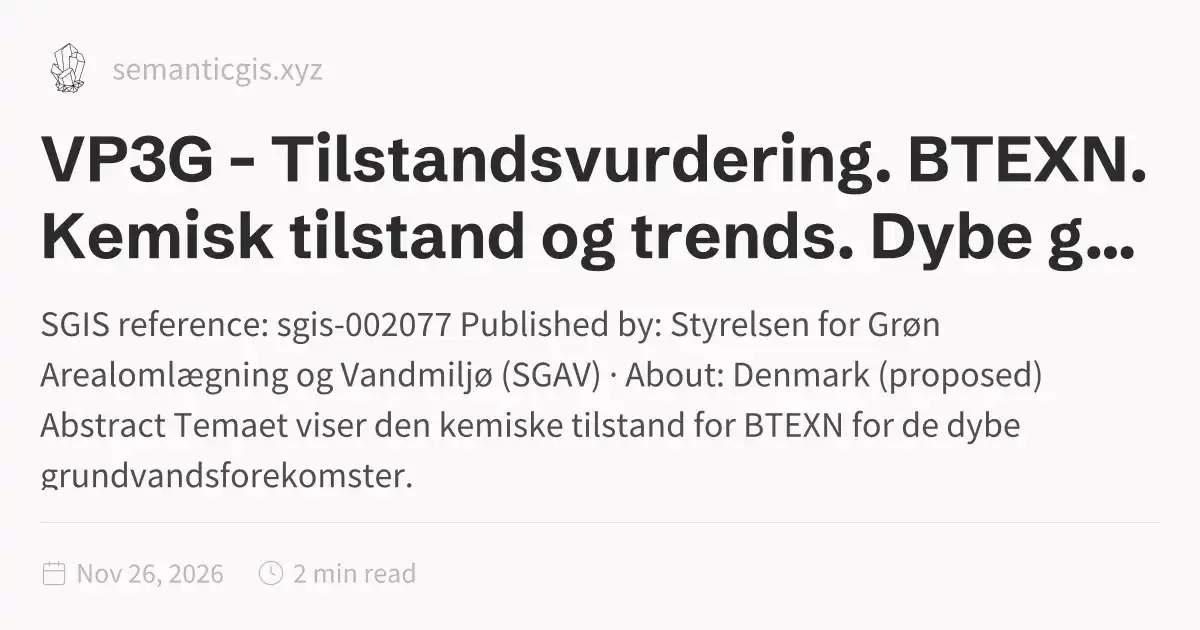 semanticgis.xyz
VP3G - Tilstandsvurdering. BTEXN.
Kemisk tilstand og trends. Dybe g...
SGIS reference: sgis-002077 Published by: Styrelsen for Grøn
Arealomlægning og Vandmiljø (SGAV) · About: Denmark (proposed)
Abstract Temaet viser den kemiske tilstand for BTEXN for de dybe
grundvandsforekomster.
Nov 26, 2026 2 min read